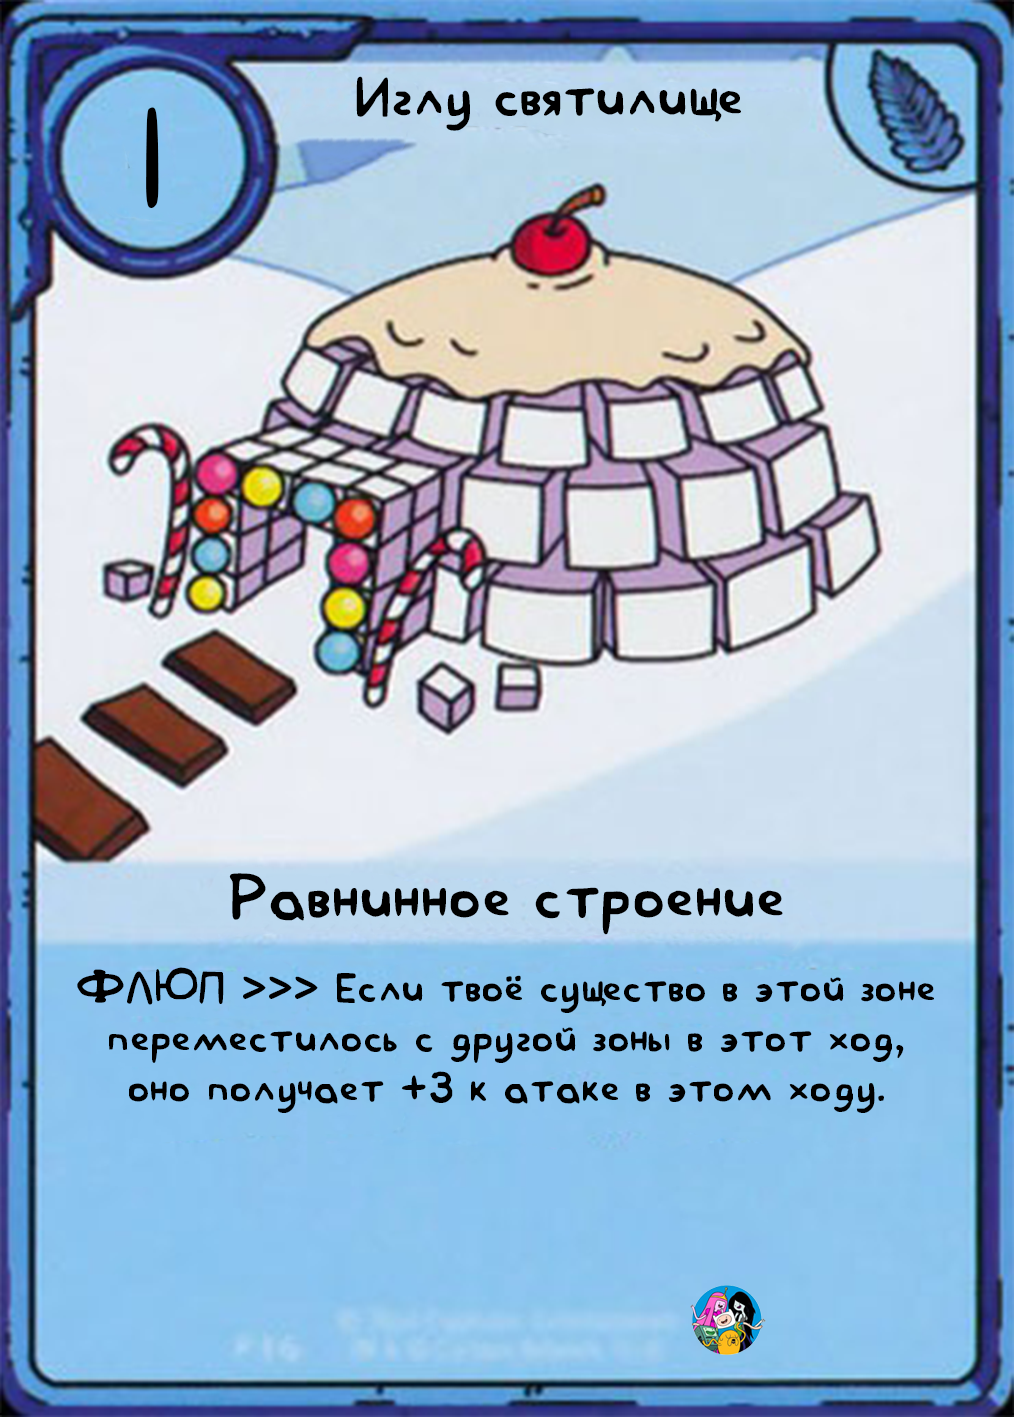 1
Иглу святилище
Равнинное строение
ФЛЮП >>> Если твоё существо в этой зоне
переместилось с другой зоны в этот ход,
оно получает +3 к атаке в этом ходу.